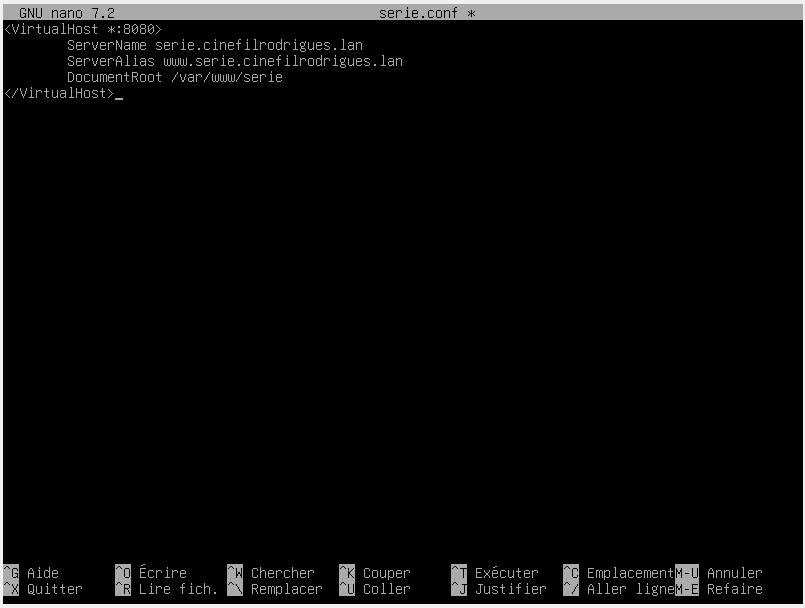 GNU nano 7.2 serie.conf *
<VirtualHost *:8080>
ServerName serie.cinefilrodrigues.lan
ServerAlias www.serie.cinefilrodrigues.lan
DocumentRoot /var/www/serie
</VirtualHost>_
^G Aide ^O Écrire ^W Chercher ^K Couper ^T Exécuter ^C Emplacement M-U Annuler
^X Quitter ^R Lire fich. ^\ Remplacer ^U Coller ^J Justifier ^/ Aller ligne M-E Refaire